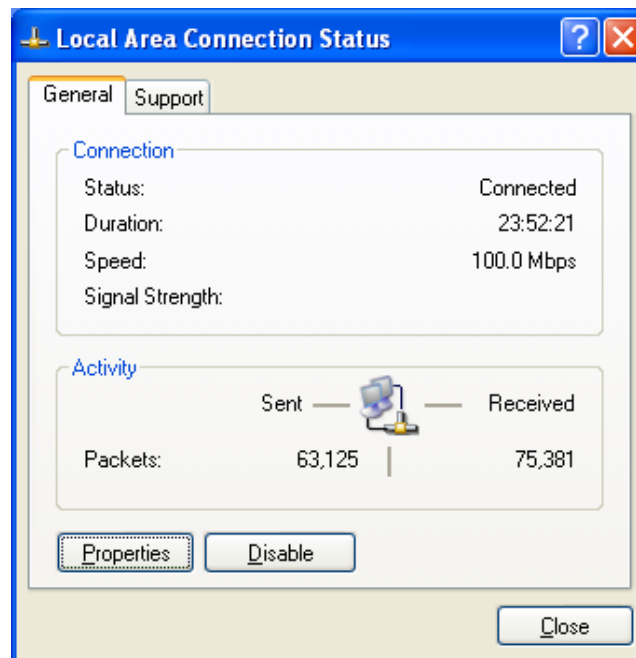 Local Area Connection Status
General Support
Connection
Status: Connected
Duration: 23:52:21
Speed: 100.0 Mbps
Signal Strength:
Activity
Sent Received
Packets: 63,125 75,381
Properties Disable
Close